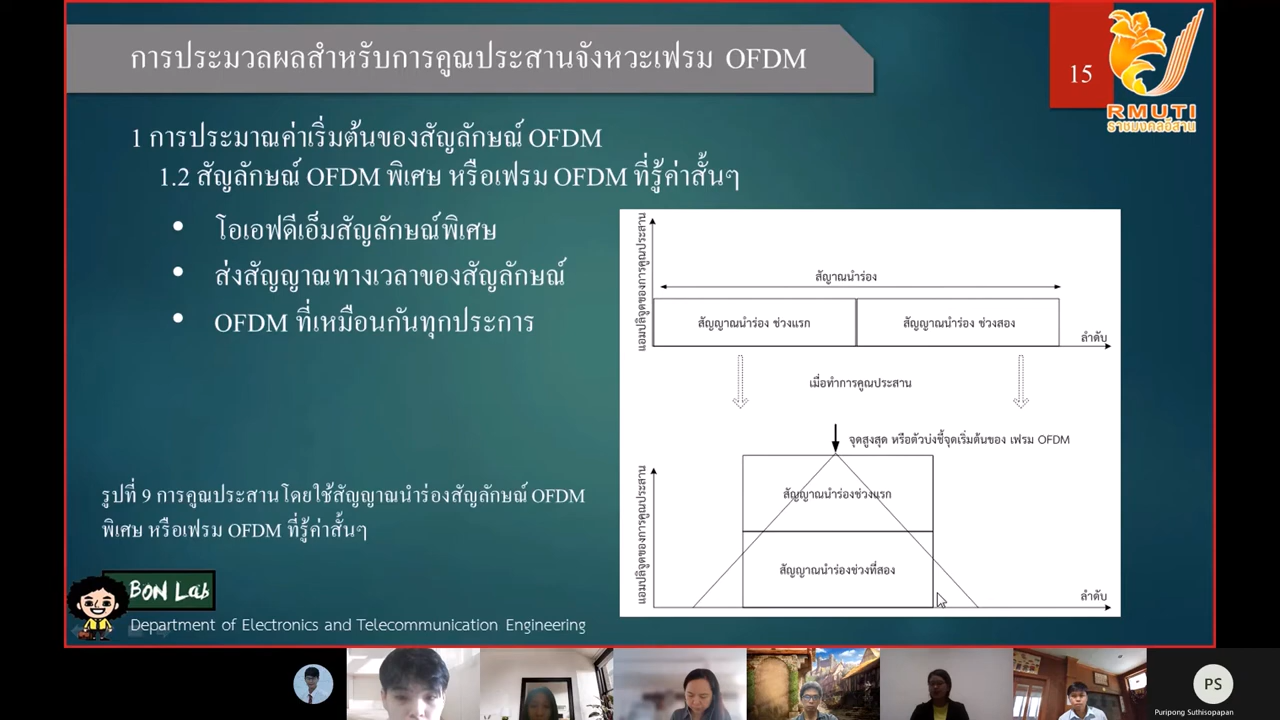 การประมวลผลสำหรับการคูณประสานจังหวะเฟรม OFDM
15
RMUTI
ราชมงคลอีสาน
1 การประมาณค่าเริ่มต้นของสัญลักษณ์ OFDM
1.2 สัญลักษณ์ OFDM พิเศษ หรือเฟรม OFDM ที่รู้ค่าสั้นๆ
• โอเอฟดีเอ็มสัญลักษณ์พิเศษ
• ส่งสัญญาณทางเวลาของสัญลักษณ์
• OFDM ที่เหมือนกันทุกประการ
แอมปลิจูดของการคูณประสาน
สัญาณนำร่อง
สัญาณนำร่อง ช่วงแรก
สัญาณนำร่อง ช่วงสอง
ลำดับ
เมื่อทำการคูณประสาน
จุดสูงสุด หรือตัวบ่งชี้จุดเริ่มต้นของ เฟรม OFDM
แอมปลิจูดของการคูณประสาน
สัญญาณนำร่องช่วงแรก
สัญาณนำร่องช่วงที่สอง
ลำดับ
รูปที่ 9 การคูณประสานโดยใช้สัญญาณนำร่องสัญลักษณ์ OFDM
พิเศษ หรือเฟรม OFDM ที่รู้ค่าสั้นๆ
BON Lab
Department of Electronics and Telecommunication Engineering
PS
Puripong Suthisopapan